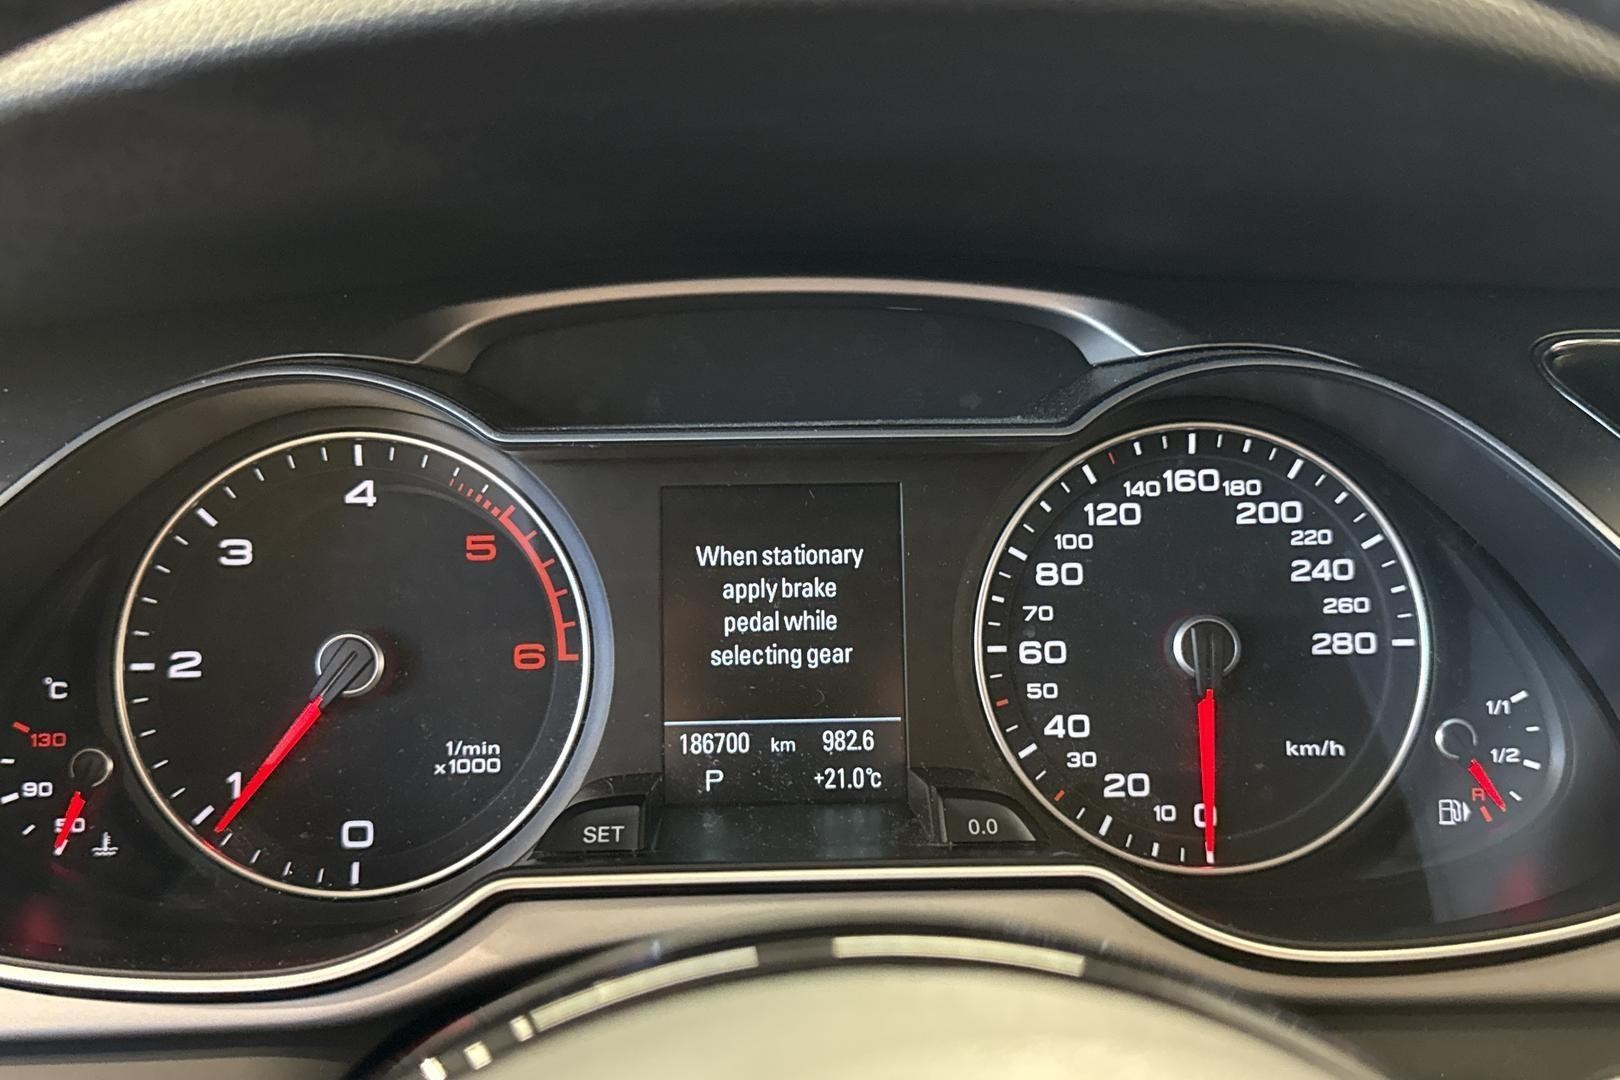 4
3
5
2
6
1
0
1/min
x1000
°C
130
90
50
When stationary
apply brake
pedal while
selecting gear
186700 km 982.6
P +21.0°C
SET
0.0
140 160 180
120 200
100 220
80 240
70 260
60 280
50
40
30
20
10 0
km/h
1/1
1/2
R